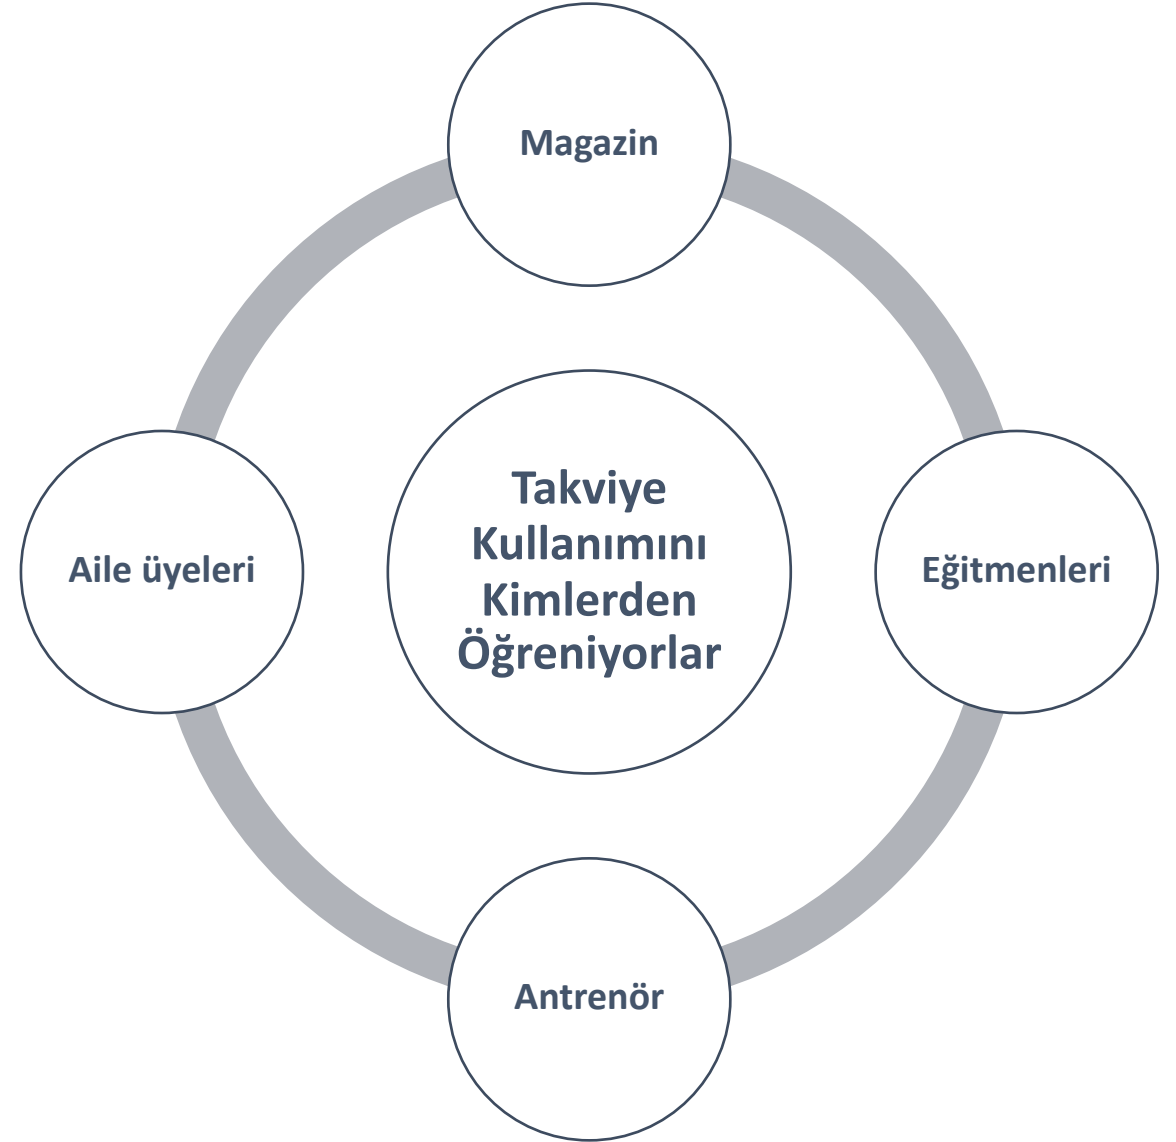 Magazin
Aile üyeleri
Takviye
Kullanımını
Kimlerden
Öğreniyorlar
Eğitmenleri
Antrenör